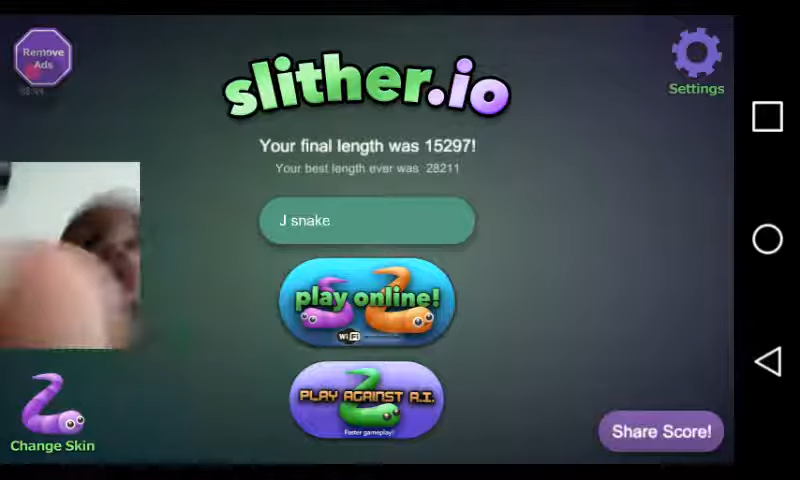 Remove
Ads
slither.io
Settings
Your final length was 15297!
Your best length ever was 28211
J snake
play online!
WiFi
PLAY AGAINST A.I.
Faster gameplay!
Change Skin
Share Score!